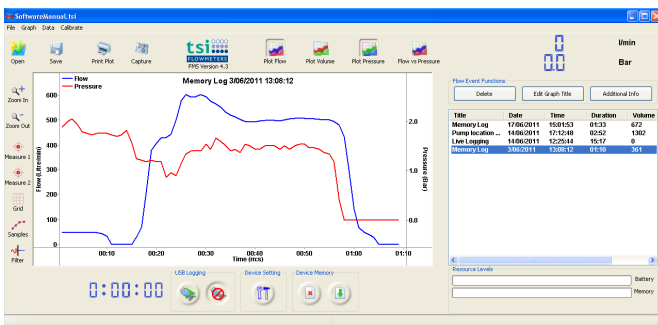 SoftwareManual.tsi
File Graph Data Calibrate
Open Save Print Plot Capture tsi FLOWMETERS FMS Version 4.3 Plot Flow Plot Volume Plot Pressure Flow vs Pressure
0 l/min
0.0 Bar
Zoom In
Zoom Out
Measure 1
Measure 2
Grid
Samples
Filter
Flow
Pressure
Memory Log 3/06/2011 13:08:12
Flow (Litre/min)
600
500
400
300
200
100
0
2.0
1.0
0.0
Pressure (Bar)
00:10 00:20 00:30 00:40 00:50 01:00 01:10
Time (m:s)
Flow Event Functions
Delete Edit Graph Title Additional Info
Title Date Time Duration Volume
Memory Log 17/06/2011 15:01:53 01:33 672
Pump location ... 14/06/2011 17:12:48 02:52 1302
Live Logging 14/06/2011 12:25:44 15:17 0
Memory Log 3/06/2011 13:08:12 01:10 361
Resource Levels
Battery
Memory
0:00:00
USB Logging
Device Setting
Device Memory